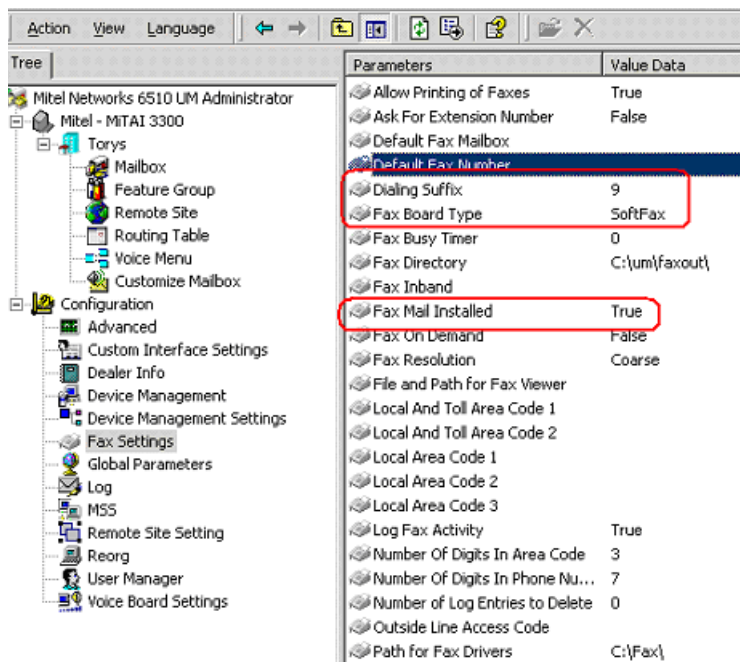 Action View Language
Tree
Mitel Networks 6510 UM Administrator
Mitel - MiTAI 3300
Torys
Mailbox
Feature Group
Remote Site
Routing Table
Voice Menu
Customize Mailbox
Configuration
Advanced
Custom Interface Settings
Dealer Info
Device Management
Device Management Settings
Fax Settings
Global Parameters
Log
MSS
Remote Site Setting
Reorg
User Manager
Voice Board Settings
Parameters Value Data
Allow Printing of Faxes True
Ask For Extension Number False
Default Fax Mailbox
Default Fax Number
Dialing Suffix 9
Fax Board Type SoftFax
Fax Busy Timer 0
Fax Directory C:\um\faxout\
Fax Inband
Fax Mail Installed True
Fax On Demand False
Fax Resolution Coarse
File and Path for Fax Viewer
Local And Toll Area Code 1
Local And Toll Area Code 2
Local Area Code 1
Local Area Code 2
Local Area Code 3
Log Fax Activity True
Number Of Digits In Area Code 3
Number Of Digits In Phone Nu... 7
Number of Log Entries to Delete 0
Outside Line Access Code
Path for Fax Drivers C:\Fax\